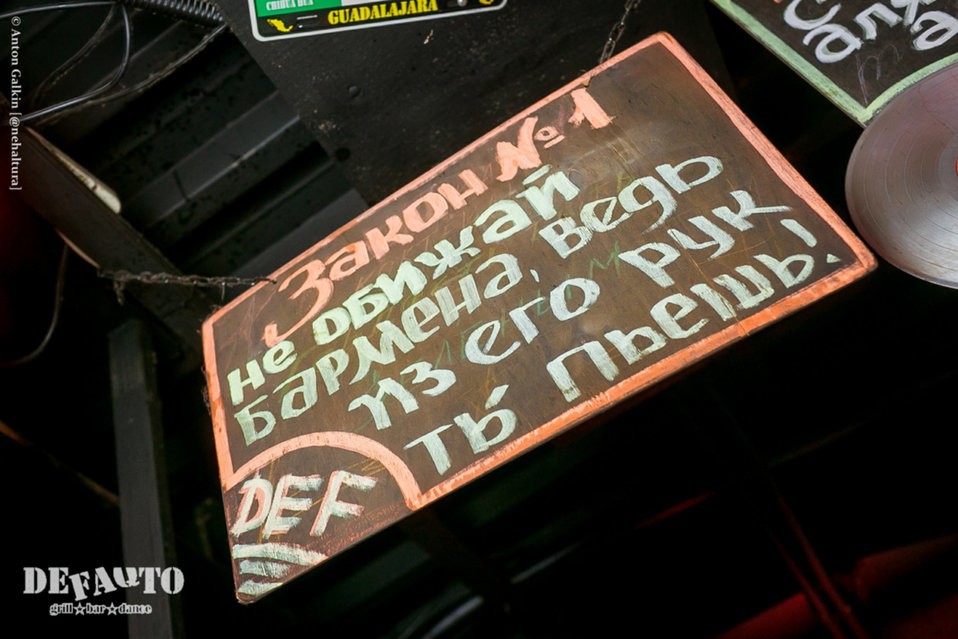 © Anton Galkin [@nehaltura]
CHIHUAHUA
GUADALAJARA
Закон №1
не обижай
бармена, ведь
из его рук
ты пьешь!
DEF
DEFAUTO
grill☆bar☆dance